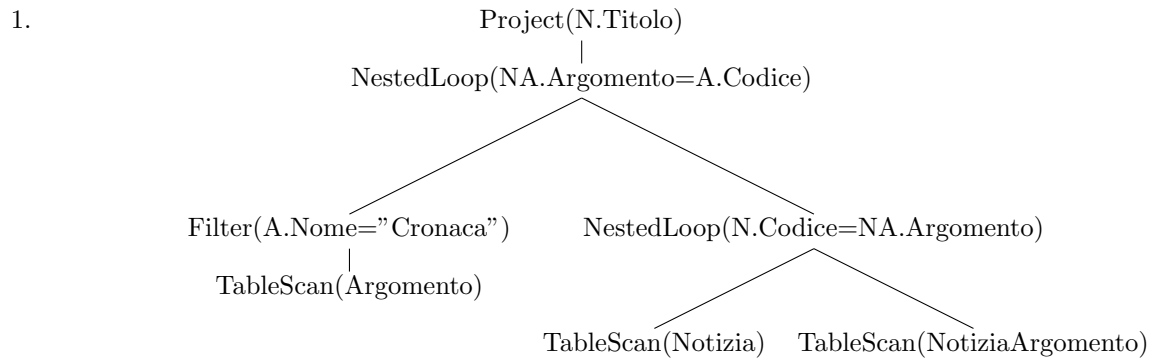 1. Project(N.Titolo)
NestedLoop(NA.Argomento=A.Codice)
Filter(A.Nome=”Cronaca”) NestedLoop(N.Codice=NA.Argomento)
TableScan(Argomento)
TableScan(Notizia) TableScan(NotiziaArgomento)